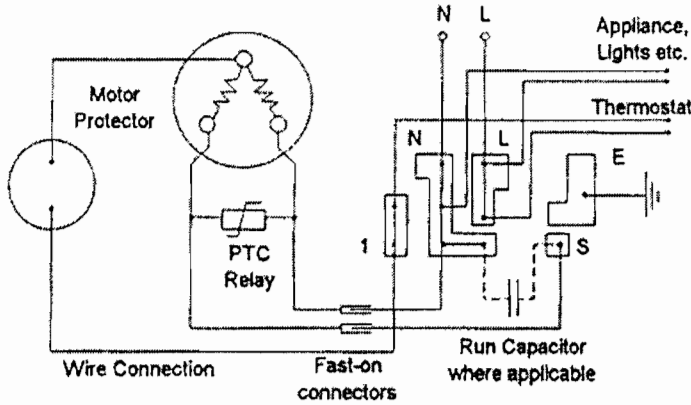 N L
Appliance,
Lights etc.
Motor
Protector
Thermostat
N L E
PTC
Relay
1 S
Wire Connection
Fast-on
connectors
Run Capacitor
where applicable